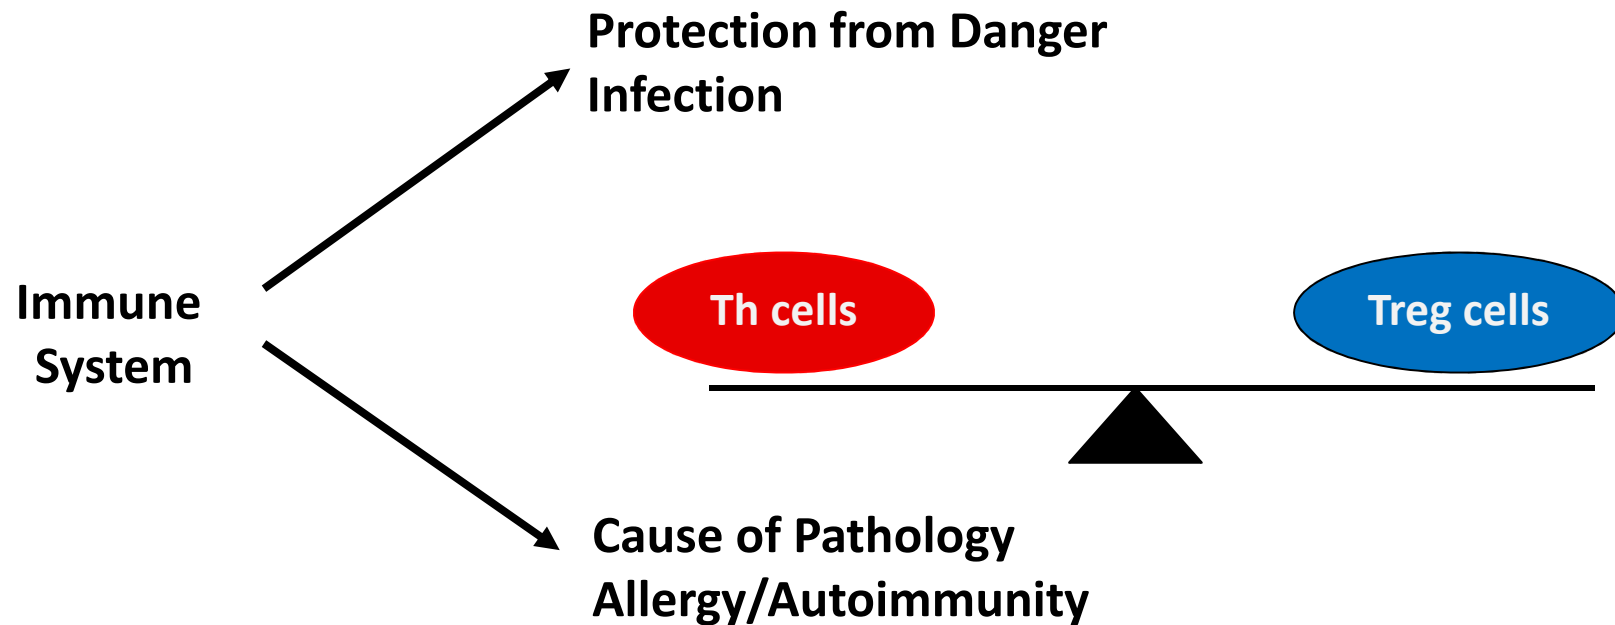 Protection from Danger
Infection
Immune
System
Th cells
Treg cells
Cause of Pathology
Allergy/Autoimmunity